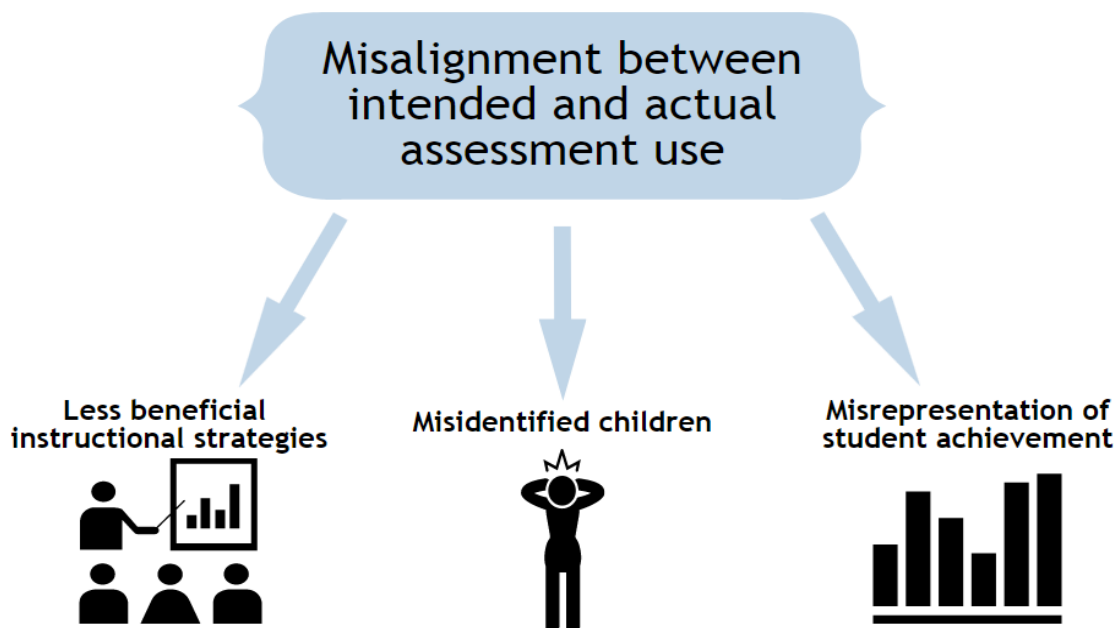 Misalignment between
intended and actual
assessment use
Less beneficial
instructional strategies
Misidentified children
Misrepresentation of
student achievement